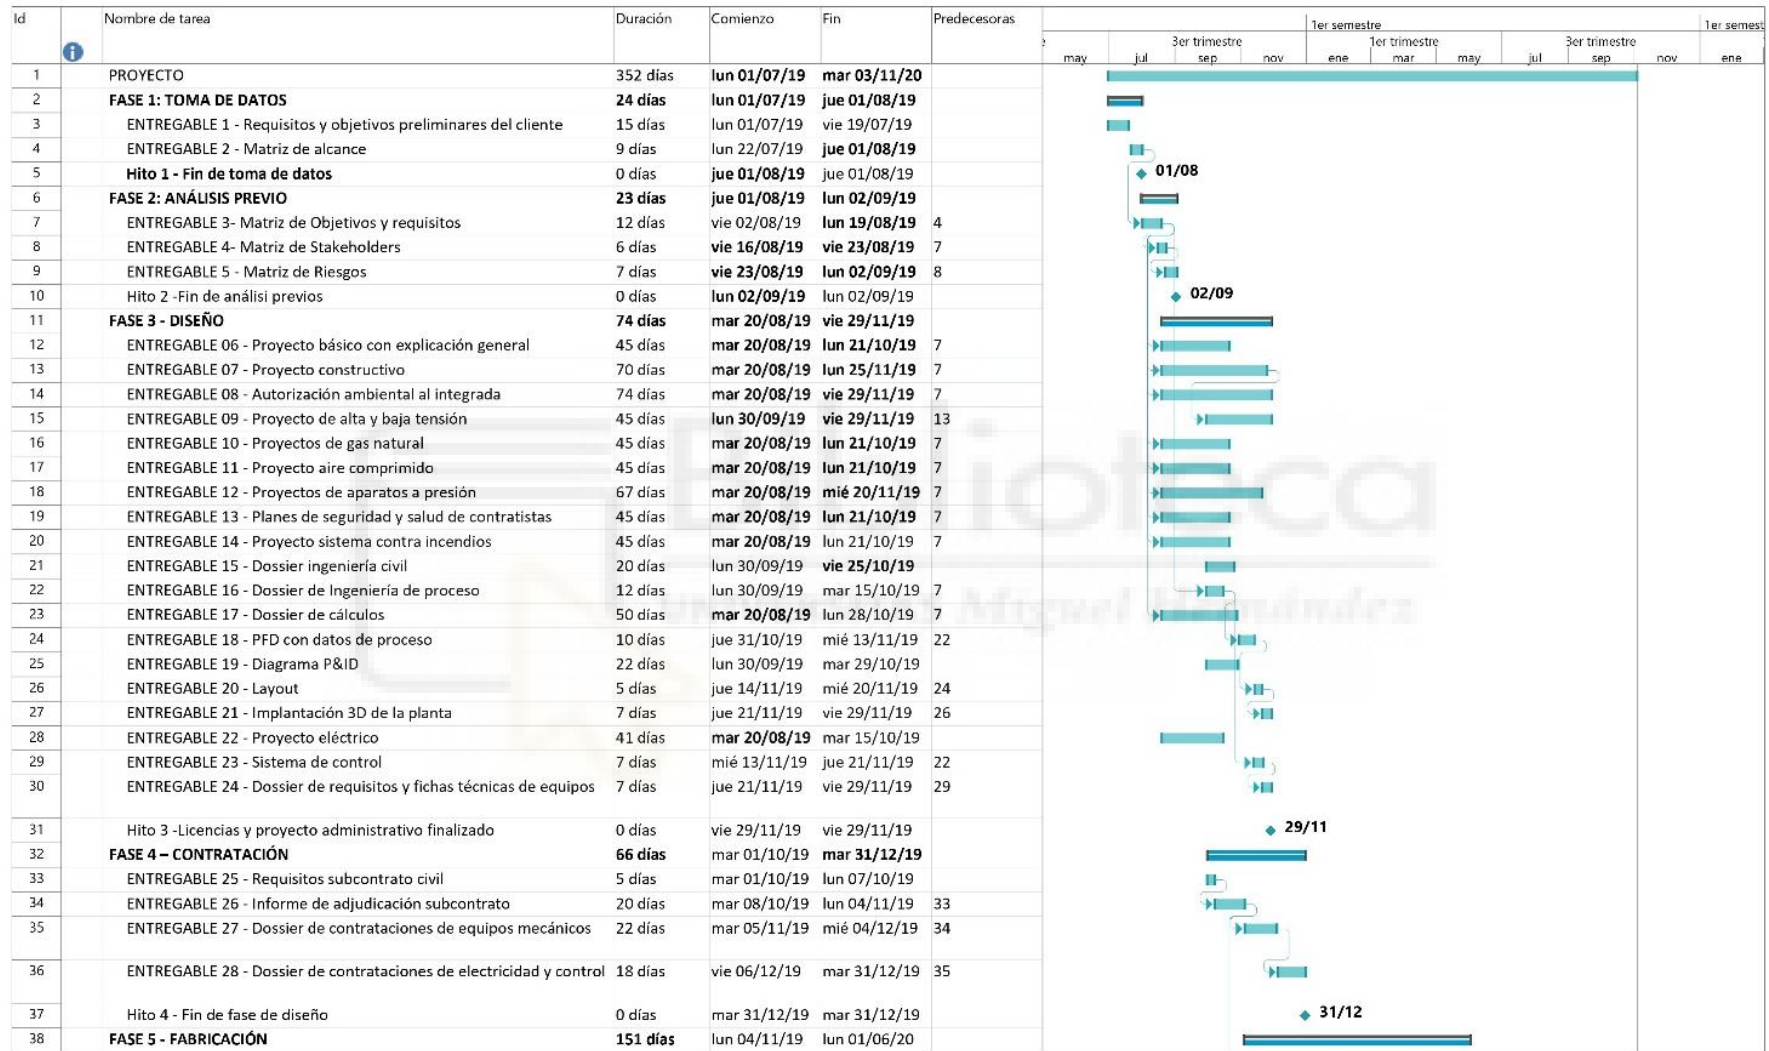 Id Nombre de tarea Duración Comienzo Fin Predecesoras
1er semestre 1er semest
3er trimestre 1er trimestre 3er trimestre
may jul sep nov ene mar may jul sep nov ene
1 PROYECTO 352 días lun 01/07/19 mar 03/11/20
2 FASE 1: TOMA DE DATOS 24 días lun 01/07/19 jue 01/08/19
3 ENTREGABLE 1 - Requisitos y objetivos preliminares del cliente 15 días lun 01/07/19 vie 19/07/19
4 ENTREGABLE 2 - Matriz de alcance 9 días lun 22/07/19 jue 01/08/19
5 Hito 1 - Fin de toma de datos 0 días jue 01/08/19 jue 01/08/19 01/08
6 FASE 2: ANÁLISIS PREVIO 23 días jue 01/08/19 lun 02/09/19
7 ENTREGABLE 3- Matriz de Objetivos y requisitos 12 días vie 02/08/19 lun 19/08/19 4
8 ENTREGABLE 4- Matriz de Stakeholders 6 días vie 16/08/19 vie 23/08/19 7
9 ENTREGABLE 5 - Matriz de Riesgos 7 días vie 23/08/19 lun 02/09/19 8
10 Hito 2 -Fin de análisi previos 0 días lun 02/09/19 lun 02/09/19 02/09
11 FASE 3 - DISEÑO 74 días mar 20/08/19 vie 29/11/19
12 ENTREGABLE 06 - Proyecto básico con explicación general 45 días mar 20/08/19 lun 21/10/19 7
13 ENTREGABLE 07 - Proyecto constructivo 70 días mar 20/08/19 lun 25/11/19 7
14 ENTREGABLE 08 - Autorización ambiental al integrada 74 días mar 20/08/19 vie 29/11/19 7
15 ENTREGABLE 09 - Proyecto de alta y baja tensión 45 días lun 30/09/19 vie 29/11/19 13
16 ENTREGABLE 10 - Proyectos de gas natural 45 días mar 20/08/19 lun 21/10/19 7
17 ENTREGABLE 11 - Proyecto aire comprimido 45 días mar 20/08/19 lun 21/10/19 7
18 ENTREGABLE 12 - Proyectos de aparatos a presión 67 días mar 20/08/19 mié 20/11/19 7
19 ENTREGABLE 13 - Planes de seguridad y salud de contratistas 45 días mar 20/08/19 lun 21/10/19 7
20 ENTREGABLE 14 - Proyecto sistema contra incendios 45 días mar 20/08/19 lun 21/10/19 7
21 ENTREGABLE 15 - Dossier ingeniería civil 20 días lun 30/09/19 vie 25/10/19
22 ENTREGABLE 16 - Dossier de Ingeniería de proceso 12 días lun 30/09/19 mar 15/10/19 7
23 ENTREGABLE 17 - Dossier de cálculos 50 días mar 20/08/19 lun 28/10/19 7
24 ENTREGABLE 18 - PFD con datos de proceso 10 días jue 31/10/19 mié 13/11/19 22
25 ENTREGABLE 19 - Diagrama P&ID 22 días lun 30/09/19 mar 29/10/19
26 ENTREGABLE 20 - Layout 5 días jue 14/11/19 mié 20/11/19 24
27 ENTREGABLE 21 - Implantación 3D de la planta 7 días jue 21/11/19 vie 29/11/19 26
28 ENTREGABLE 22 - Proyecto eléctrico 41 días mar 20/08/19 mar 15/10/19
29 ENTREGABLE 23 - Sistema de control 7 días mié 13/11/19 jue 21/11/19 22
30 ENTREGABLE 24 - Dossier de requisitos y fichas técnicas de equipos 7 días jue 21/11/19 vie 29/11/19 29
31 Hito 3 -Licencias y proyecto administrativo finalizado 0 días vie 29/11/19 vie 29/11/19 29/11
32 FASE 4 – CONTRATACIÓN 66 días mar 01/10/19 mar 31/12/19
33 ENTREGABLE 25 - Requisitos subcontrato civil 5 días mar 01/10/19 lun 07/10/19
34 ENTREGABLE 26 - Informe de adjudicación subcontrato 20 días mar 08/10/19 lun 04/11/19 33
35 ENTREGABLE 27 - Dossier de contrataciones de equipos mecánicos 22 días mar 05/11/19 mié 04/12/19 34
36 ENTREGABLE 28 - Dossier de contrataciones de electricidad y control 18 días vie 06/12/19 mar 31/12/19 35
37 Hito 4 - Fin de fase de diseño 0 días mar 31/12/19 mar 31/12/19 31/12
38 FASE 5 - FABRICACIÓN 151 días lun 04/11/19 lun 01/06/20
Biblioteca
UNIVERSITAS Miguel Hernández